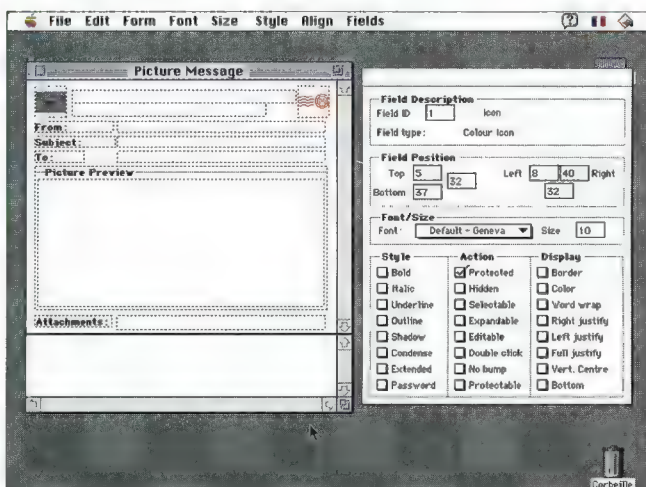 File Edit Form Font Size Style Align Fields
Picture Message
From:
Subject:
To:
Picture Preview
Attachments:
Field Description
Field ID 1 Icon
Field type: Colour Icon
Field Position
Top 5 32 Left 8 40 Right
Bottom 37 32
Font/Size
Font: Default - Geneva Size 10
Style Action Display
Bold Protected Border
Italic Hidden Color
Underline Selectable Word wrap
Outline Expandable Right justify
Shadow Editable Left justify
Condense Double click Full justify
Extended No bump Vert. Centre
Password Protectable Bottom
Corbeille